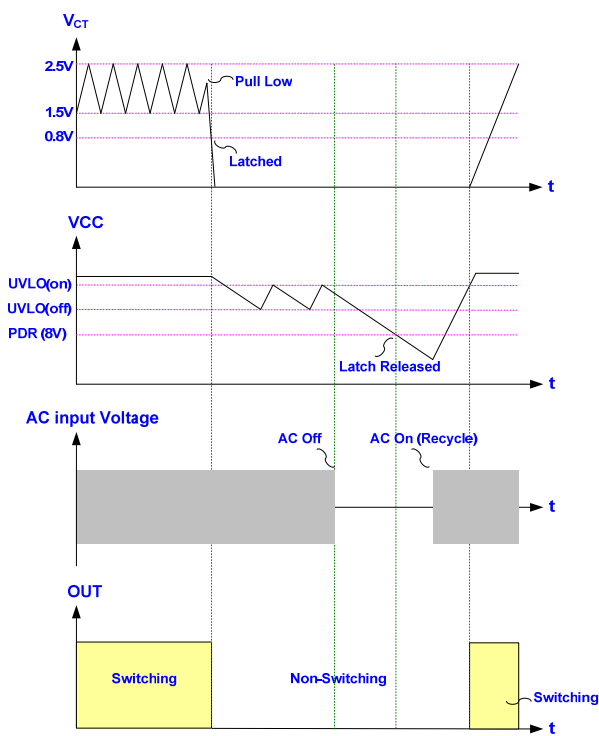 VCT
2.5V
Pull Low
1.5V
0.8V
Latched
t
VCC
UVLO(on)
UVLO(off)
PDR (8V)
Latch Released
t
AC input Voltage
AC Off
AC On (Recycle)
t
OUT
Switching
Non-Switching
Switching
t